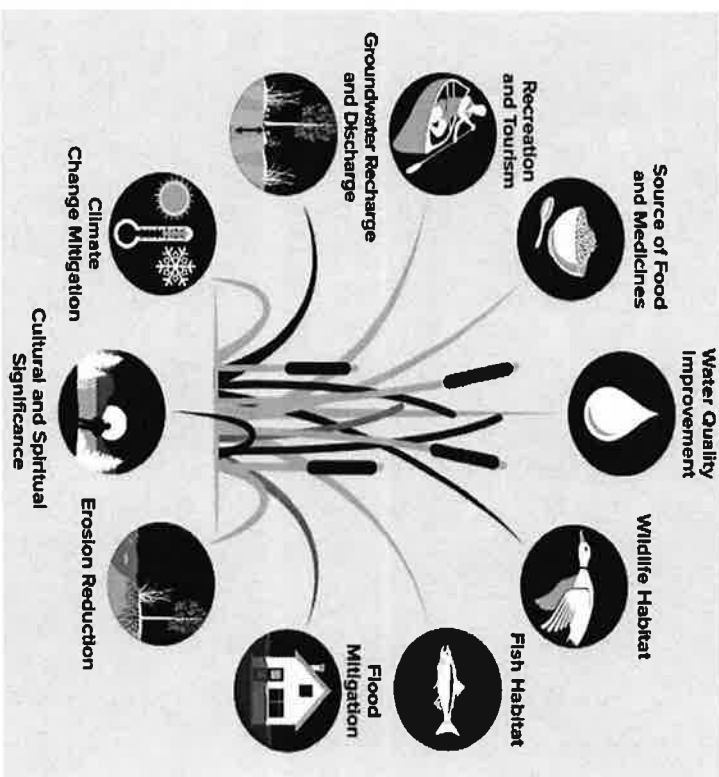 Water Quality
Improvement
Wildlife Habitat
Fish Habitat
Flood
Mitigation
Erosion Reduction
Cultural and Spiritual
Significance
Climate
Change Mitigation
Groundwater Recharge
and Discharge
Recreation
and Tourism
Source of Food
and Medicines